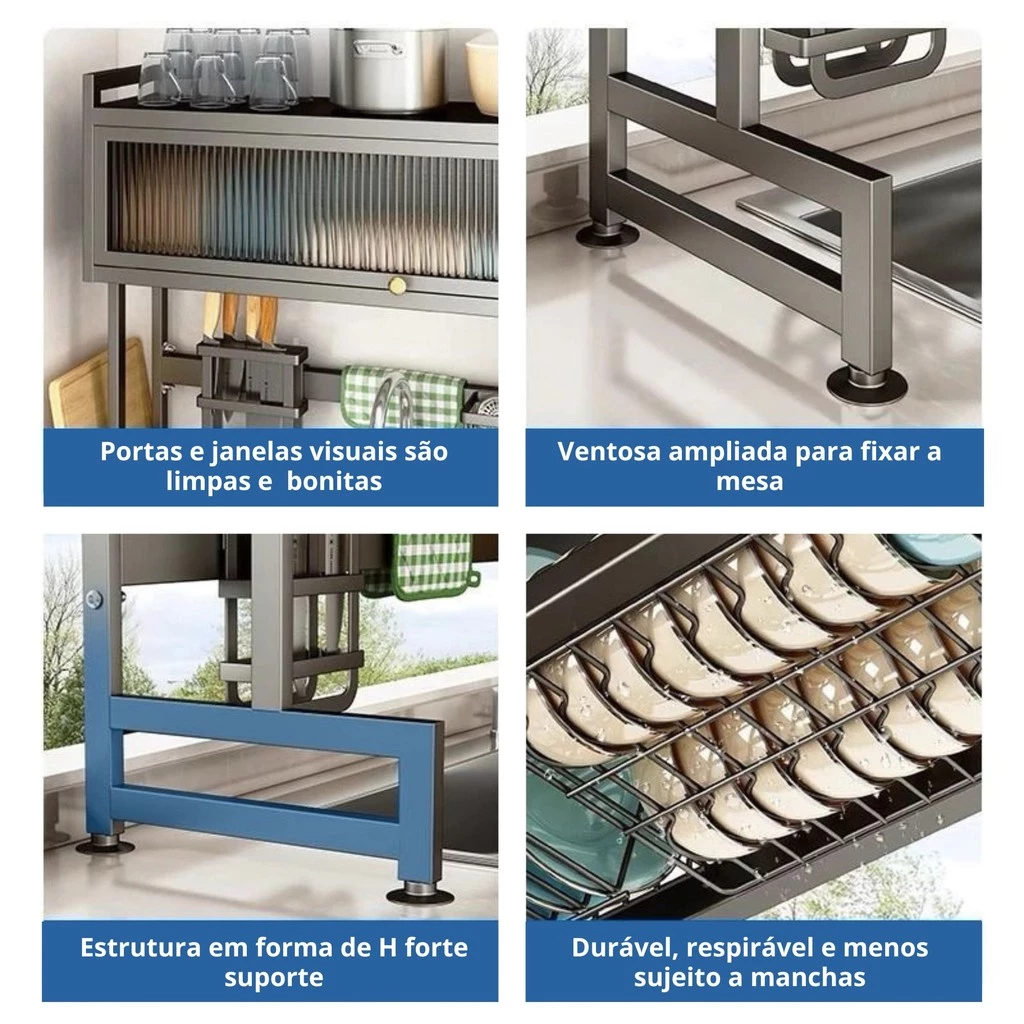 Portas e janelas visuais são
limpas e  bonitas
Ventosa ampliada para fixar a
mesa
Estrutura em forma de H forte
suporte
Durável, respirável e menos
sujeito a manchas